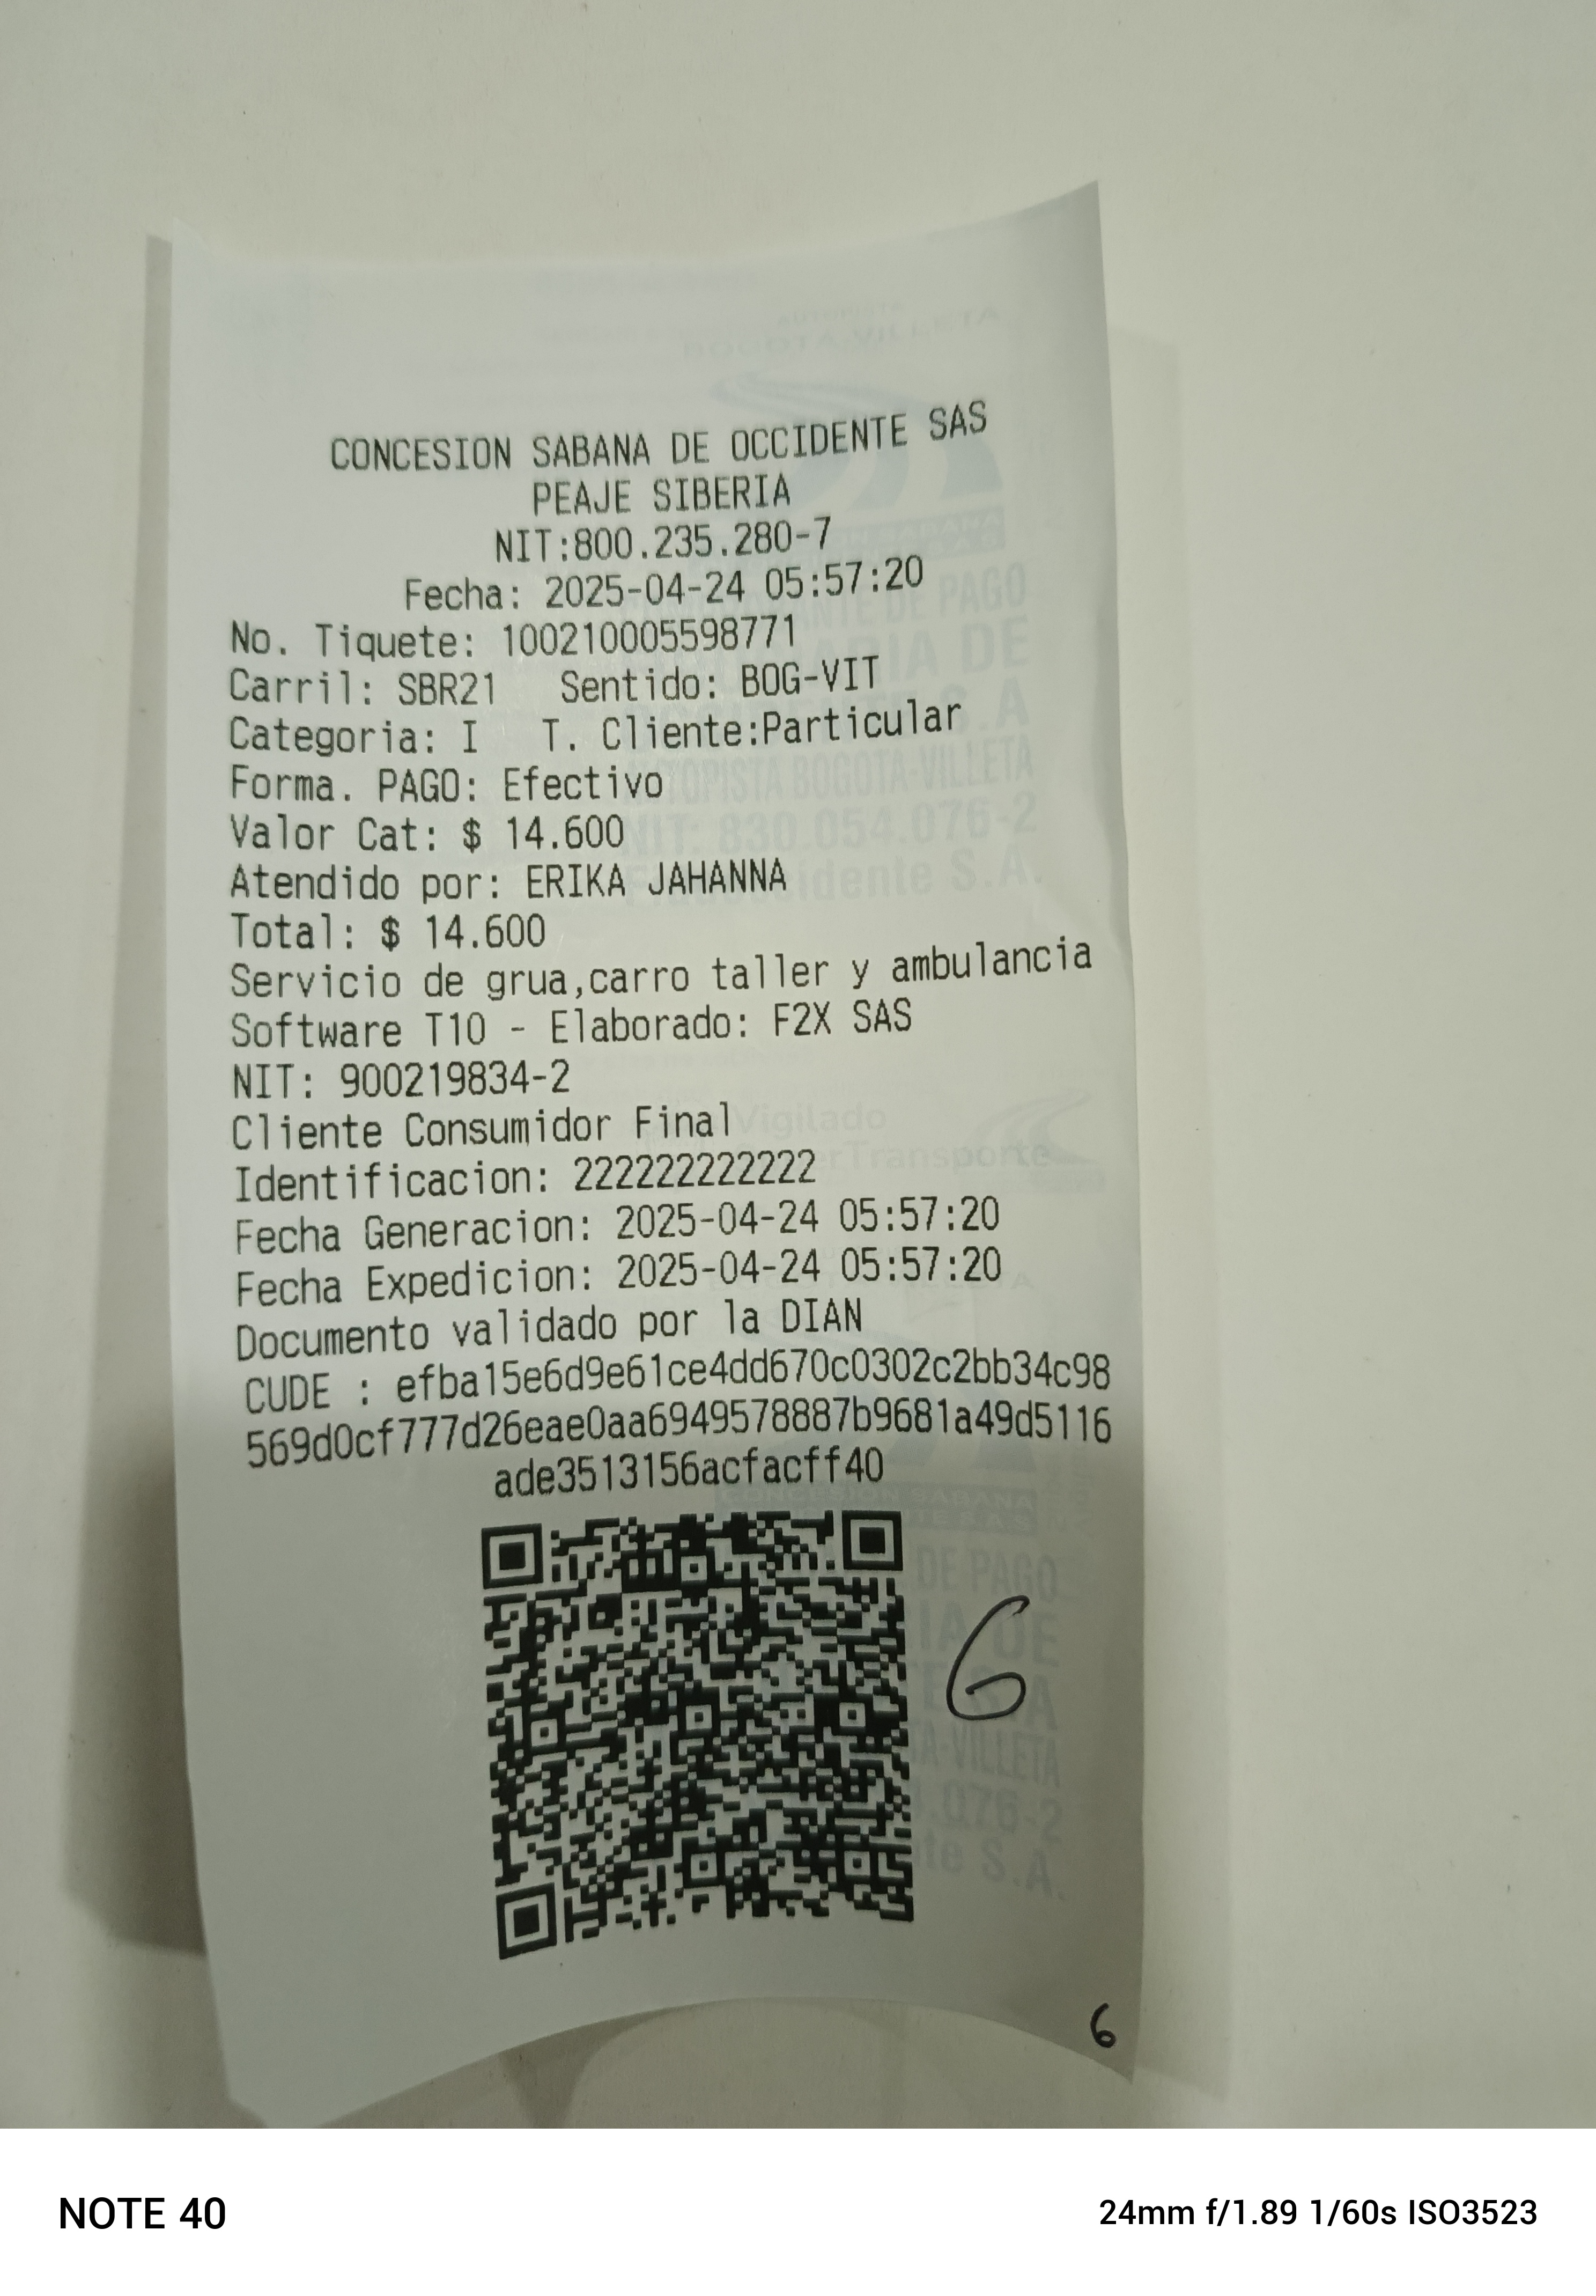 CONCESION SABANA DE OCCIDENTE SAS
PEAJE SIBERIA
NIT:800.235.280-7
Fecha: 2025-04-24 05:57:20
No. Tiquete: 100210005598771
Carril: SBR21 Sentido: BOG-VIT
Categoria: I T. Cliente:Particular
Forma. PAGO: Efectivo
Valor Cat: $ 14.600
Atendido por: ERIKA JAHANNA
Total: $ 14.600
Servicio de grua,carro taller y ambulancia
Software T10 - Elaborado: F2X SAS
NIT: 900219834-2
Cliente Consumidor Final
Identificacion: 222222222222
Fecha Generacion: 2025-04-24 05:57:20
Fecha Expedicion: 2025-04-24 05:57:20
Documento validado por la DIAN
CUDE : efba15e6d9e61ce4dd670c0302c2bb34c98
569d0cf777d26eae0aa6949578887b9681a49d5116
ade3513156acfacff40
6
6
NOTE 40
24mm f/1.89 1/60s ISO3523